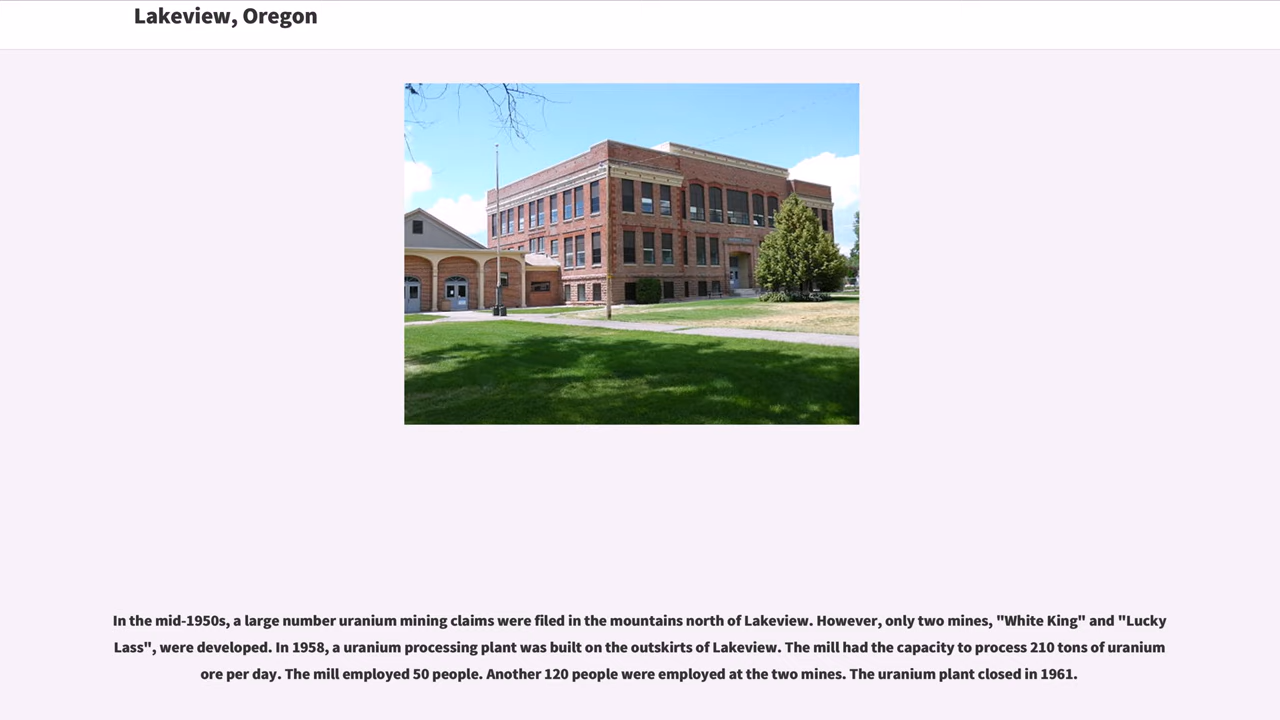 Lakeview, Oregon
In the mid-1950s, a large number uranium mining claims were filed in the mountains north of Lakeview. However, only two mines, "White King" and "Lucky
Lass", were developed. In 1958, a uranium processing plant was built on the outskirts of Lakeview. The mill had the capacity to process 210 tons of uranium
ore per day. The mill employed 50 people. Another 120 people were employed at the two mines. The uranium plant closed in 1961.